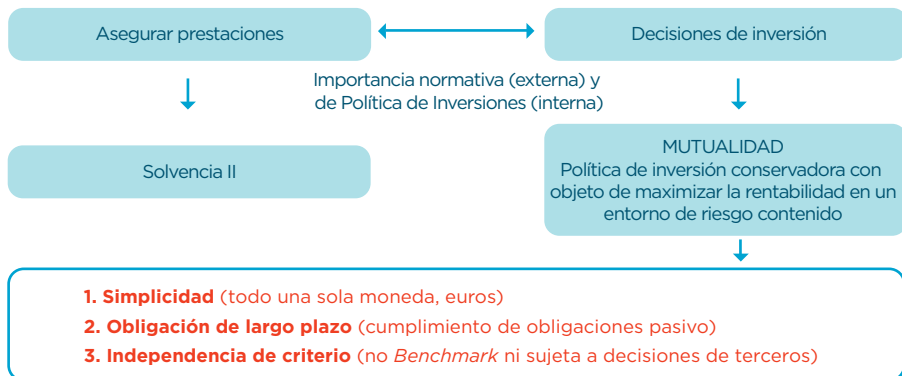 Asegurar prestaciones
Decisiones de inversión
Importancia normativa (externa) y
de Política de Inversiones (interna)
Solvencia II
MUTUALIDAD
Política de inversión conservadora con
objeto de maximizar la rentabilidad en un
entorno de riesgo contenido
1. Simplicidad (todo una sola moneda, euros)
2. Obligación de largo plazo (cumplimiento de obligaciones pasivo)
3. Independencia de criterio (no Benchmark ni sujeta a decisiones de terceros)